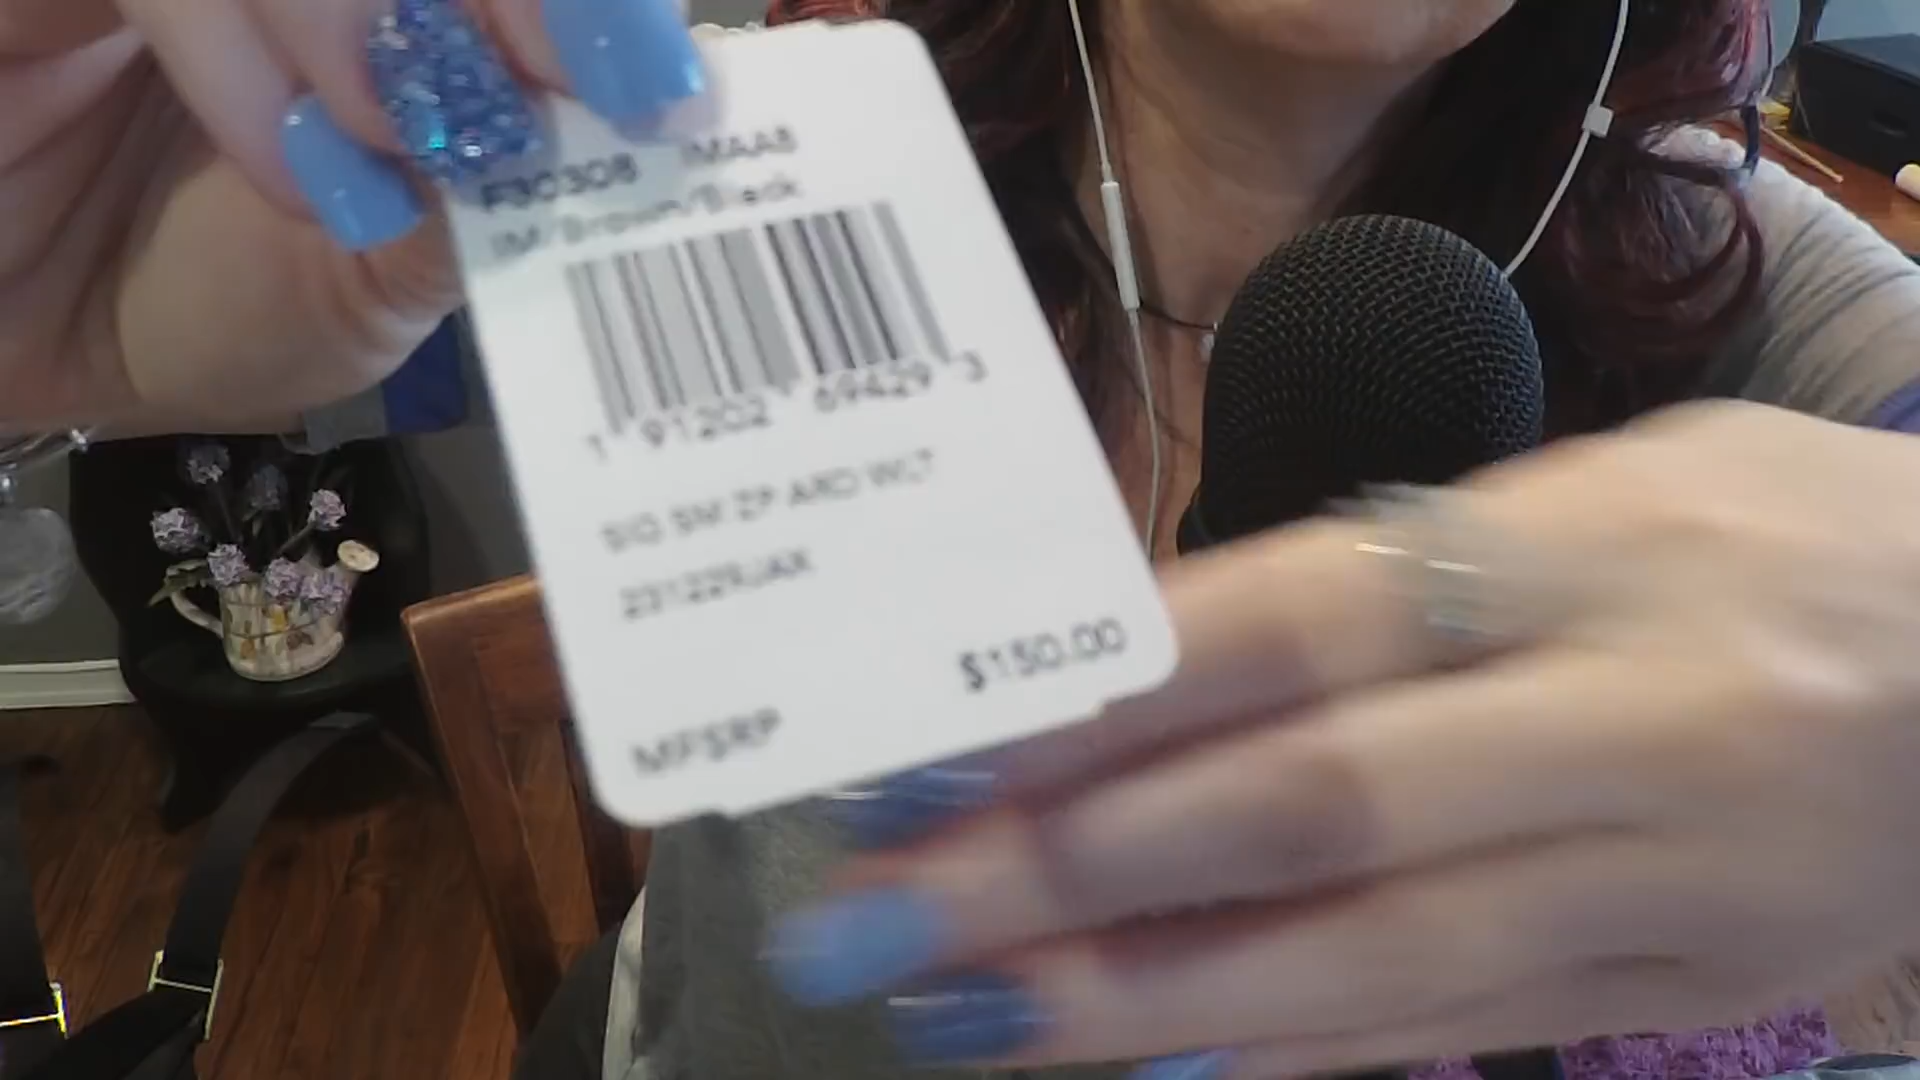 F30308 IMAA8
IM/Brown/Black
1 91202 69429 3
SIG SM ZP ARD WLT
$150.00
MFSRP